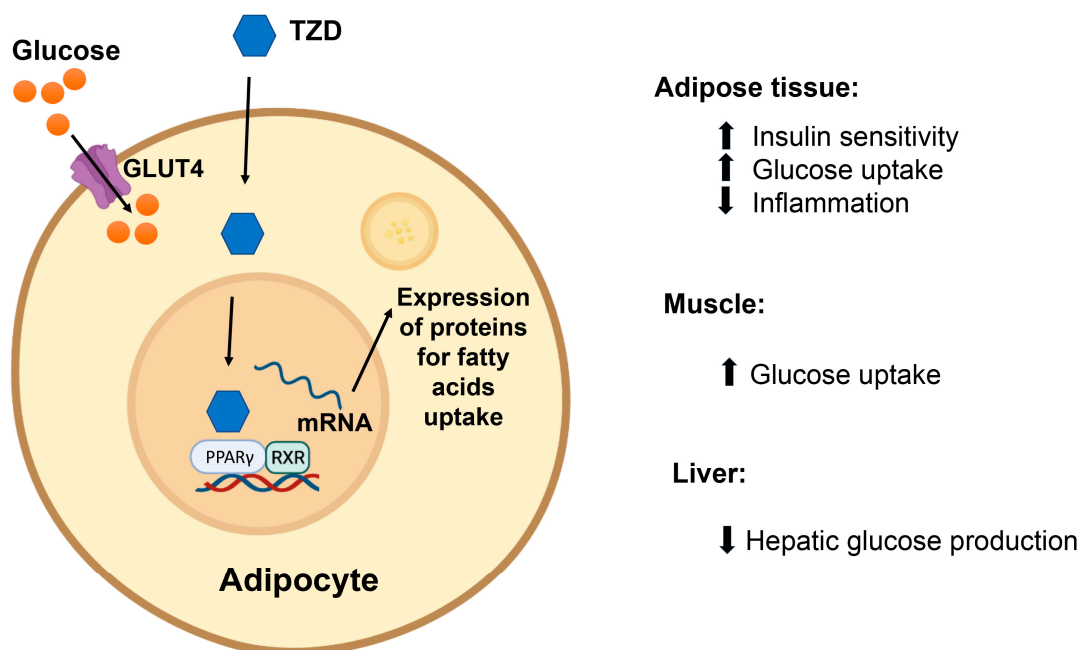 TZD
Glucose
GLUT4
Expression
of proteins
for fatty
acids
uptake
mRNA
PPARγ
RXR
Adipocyte
Adipose tissue:
Insulin sensitivity
Glucose uptake
Inflammation
Muscle:
Glucose uptake
Liver:
Hepatic glucose production